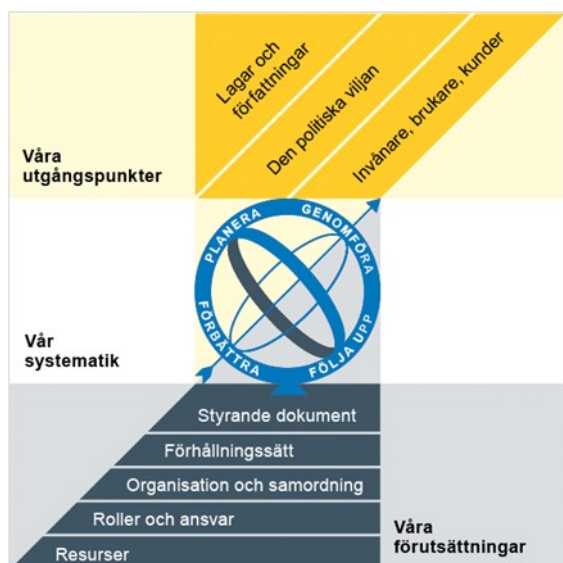 Lagar och
författningar
Den politiska viljan
Invånare, brukare, kunder
Våra
utgångspunkter
PLANERA
GENOMFÖRA
FÖRBÄTTRA
FÖLJA UPP
Vår
systematik
Styrande dokument
Förhållningssätt
Organisation och samordning
Roller och ansvar
Resurser
Våra
förutsättningar